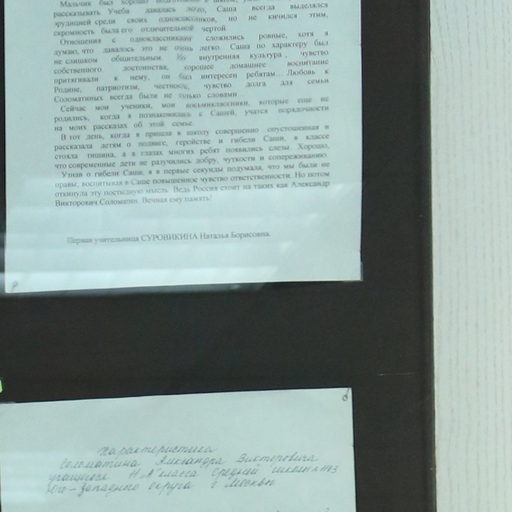 Мальчик был хорошо
рассказывать. Учеба давалась легко, Саша всегда выделялся
эрудицией среди своих одноклассников, но не кичился этим,
скромность была его отличительной чертой.
Отношения с одноклассниками сложились ровные, хотя я
думаю, что давалось это не очень легко. Саша по характеру был
не слишком общительным. Но внутренняя культура, чувство
собственного достоинства, хорошее домашнее воспитание
притягивали к нему, он был интересен ребятам. Любовь к
Родине, патриотизм, честность, чувство долга для семьи
Соломатиных всегда были не только словами.
Сейчас мои ученики, мои восьмиклассники, которые еще не
родились, когда я познакомилась с Сашей, учатся порядочности
на моих рассказах об этой семье.
В тот день, когда я пришла в школу совершенно опустошенная и
рассказала детям о подвиге, геройстве и гибели Саши, в классе
стояла тишина, а в глазах многих ребят появились слезы. Хорошо,
что современные дети не разучились добру, чуткости и сопереживанию.
Узнав о гибели Саши, я в первые секунды подумала, что мы были не
правы, воспитывая в Саше повышенное чувство ответственности. Но потом
откинула эту постыдную мысль. Ведь Россия стоит на таких как Александр
Викторович Соломатин. Вечная ему память!
Первая учительница СУРОВИКИНА Наталья Борисовна.
Характеристика
Соломатина Александра Викторовича
учащегося "А" класса средней школы
Юго-западного округа г. Москвы